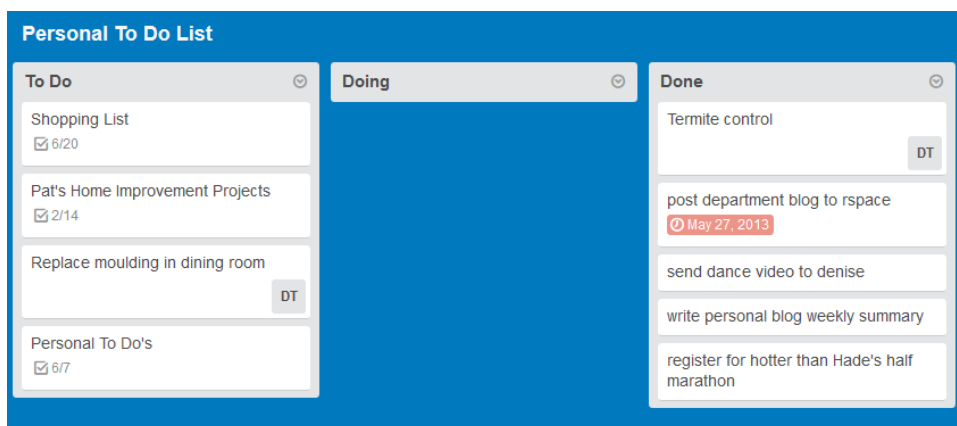 Personal To Do List
To Do
Shopping List
6/20
Pat's Home Improvement Projects
2/14
Replace moulding in dining room
DT
Personal To Do's
6/7
Doing
Done
Termite control
DT
post department blog to rspace
May 27, 2013
send dance video to denise
write personal blog weekly summary
register for hotter than Hade's half
marathon